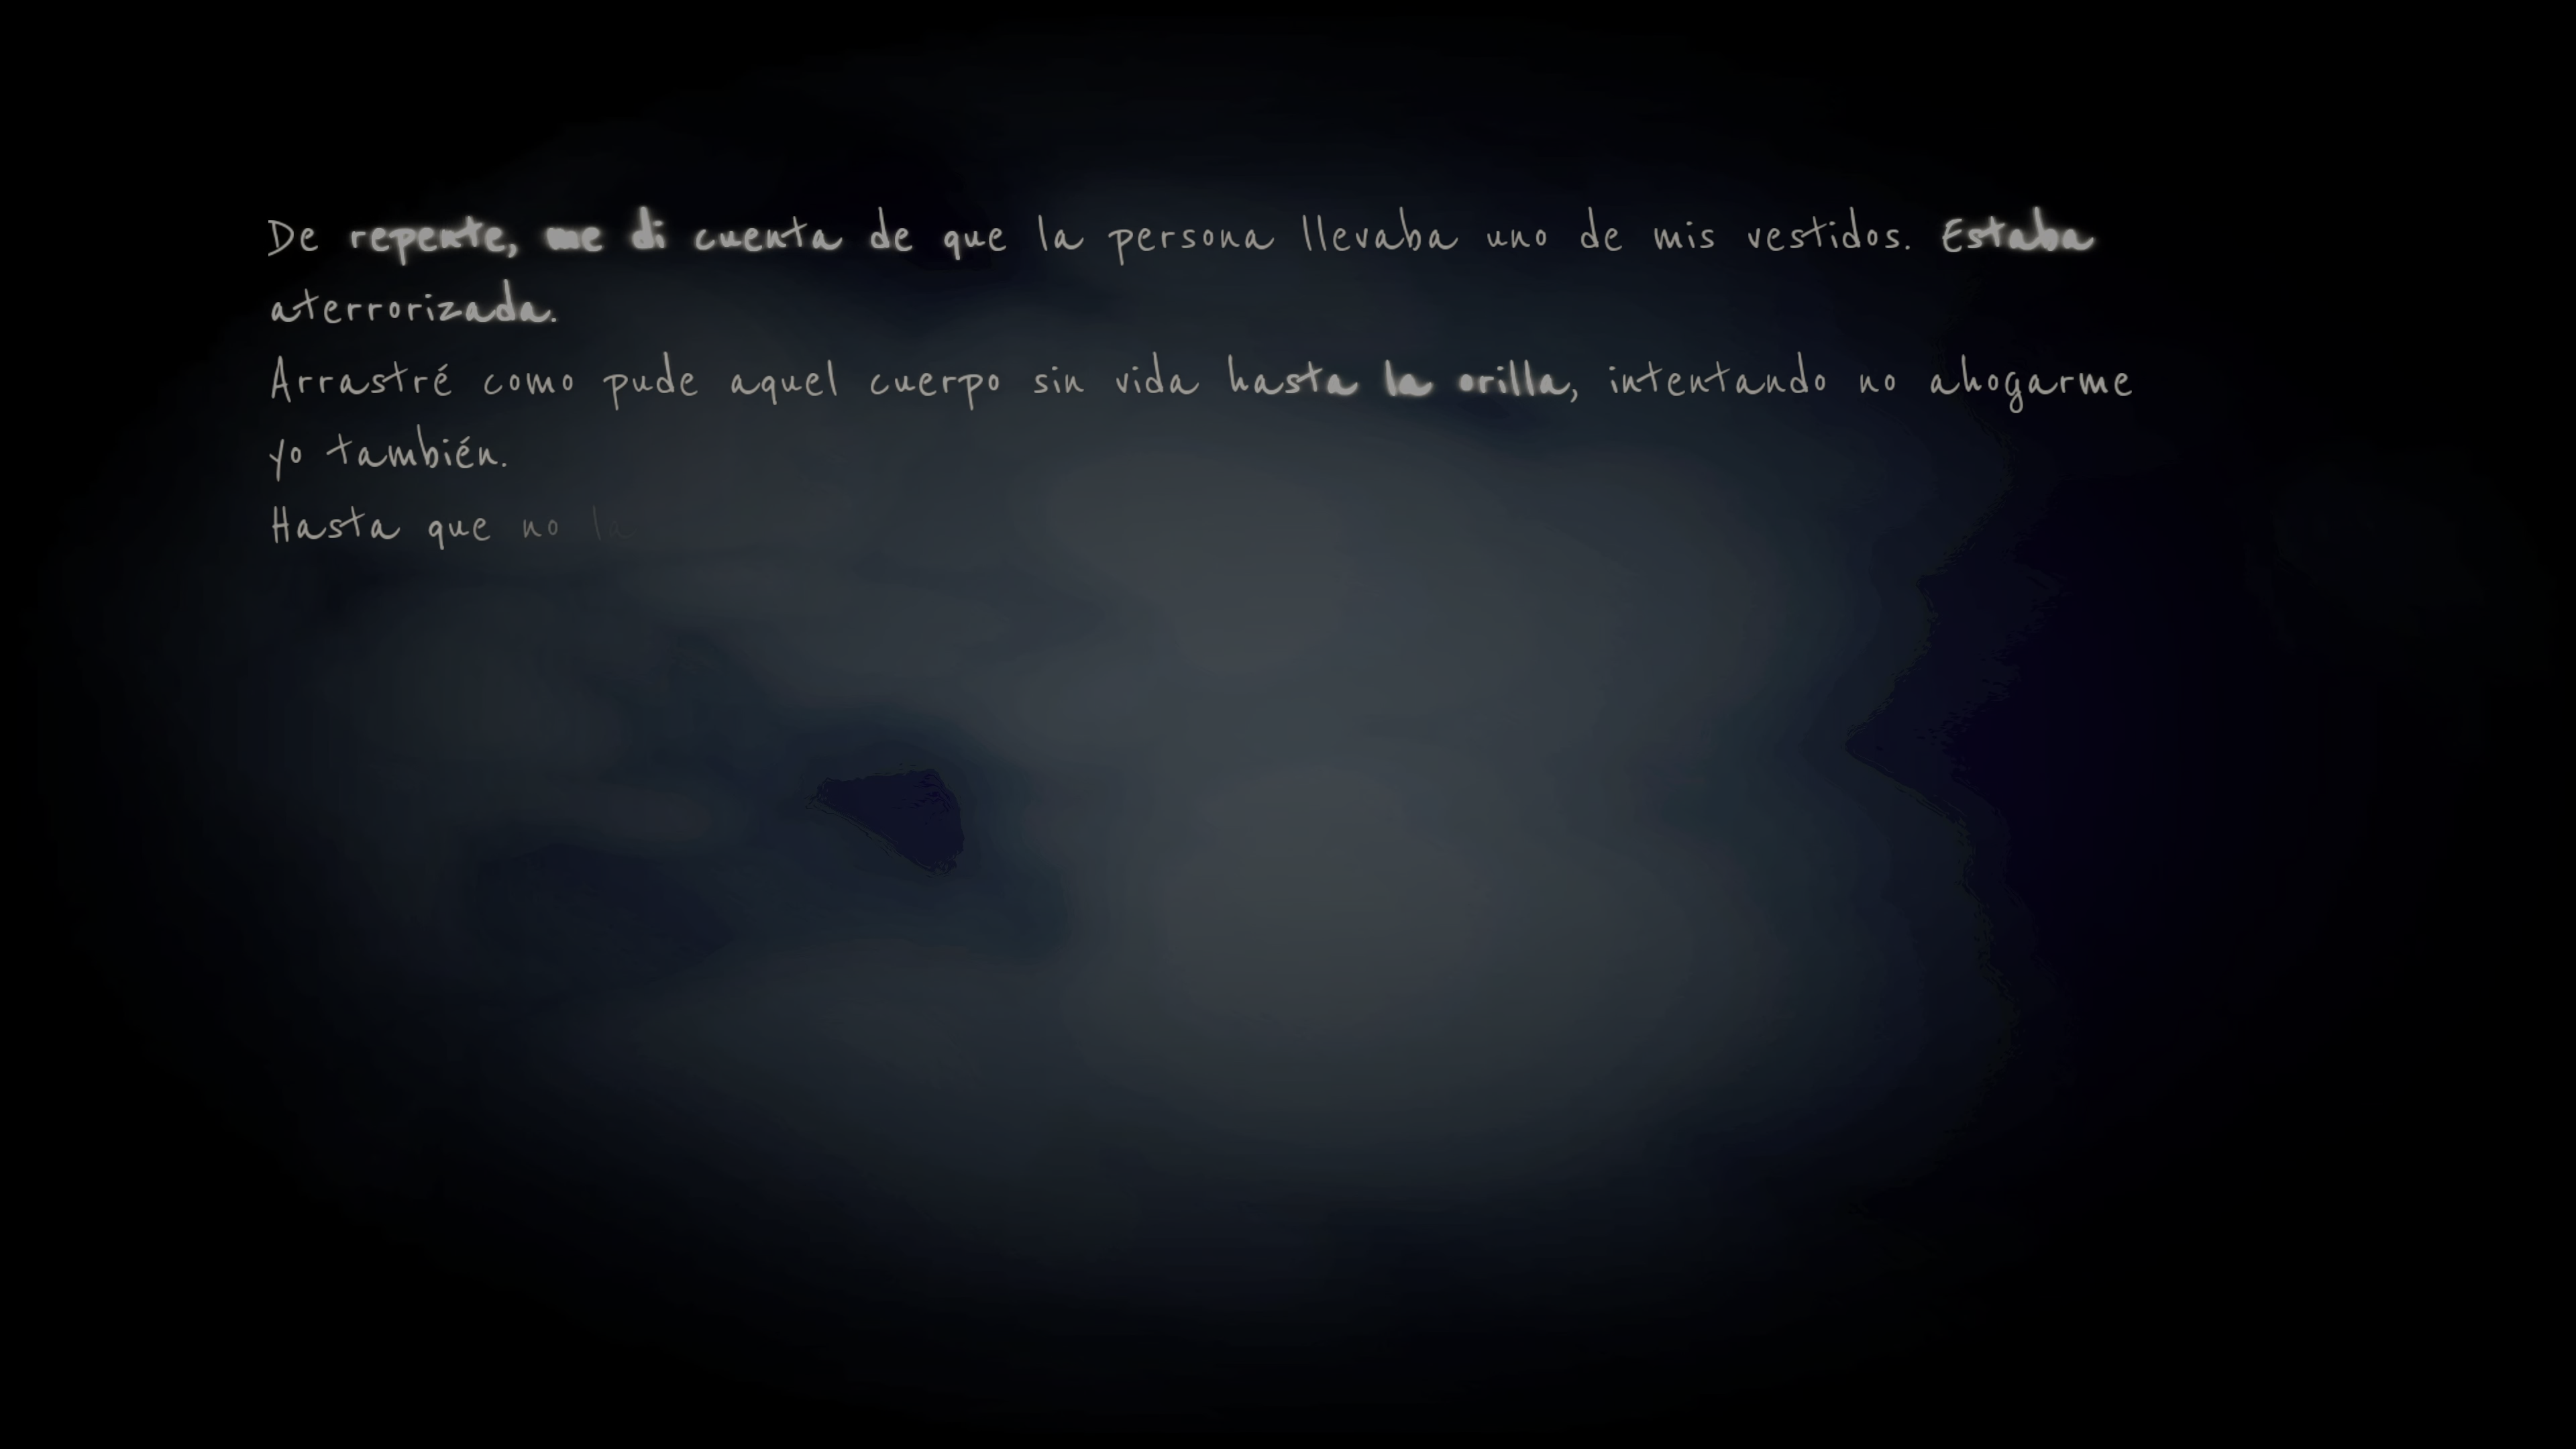 De repente, me di cuenta de que la persona llevaba uno de mis vestidos. Estaba
aterrorizada.
Arrastré como pude aquel cuerpo sin vida hasta la orilla, intentando no ahogarme
yo también.
Hasta que no la